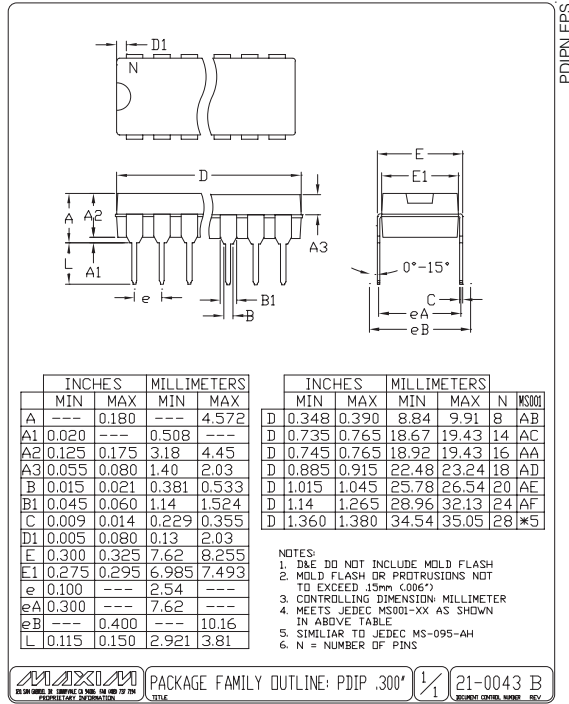 PDIPN.EPS
D1
N
D
E
E1
A
A2
A3
L
A1
0°-15°
e
B1
B
C
eA
eB
INCHES MILLIMETERS
MIN MAX MIN MAX
A --- 0.180 --- 4.572
A1 0.020 --- 0.508 ---
A2 0.125 0.175 3.18 4.45
A3 0.055 0.080 1.40 2.03
B 0.015 0.021 0.381 0.533
B1 0.045 0.060 1.14 1.524
C 0.009 0.014 0.229 0.355
D1 0.005 0.080 0.13 2.03
E 0.300 0.325 7.62 8.255
E1 0.275 0.295 6.985 7.493
e 0.100 --- 2.54 ---
eA 0.300 --- 7.62 ---
eB --- 0.400 --- 10.16
L 0.115 0.150 2.921 3.81
INCHES MILLIMETERS
MIN MAX MIN MAX N MS001
D 0.348 0.390 8.84 9.91 8 AB
D 0.735 0.765 18.67 19.43 14 AC
D 0.745 0.765 18.92 19.43 16 AA
D 0.885 0.915 22.48 23.24 18 AD
D 1.015 1.045 25.78 26.54 20 AE
D 1.14 1.265 28.96 32.13 24 AF
D 1.360 1.380 34.54 35.05 28 *5
NOTES:
1. D&E DO NOT INCLUDE MOLD FLASH
2. MOLD FLASH OR PROTRUSIONS NOT
TO EXCEED .15mm (.006")
3. CONTROLLING DIMENSION: MILLIMETER
4. MEETS JEDEC MS001-XX AS SHOWN
IN ABOVE TABLE
5. SIMILIAR TO JEDEC MS-095-AH
6. N = NUMBER OF PINS
MAXIM
PROPRIETARY INFORMATION
PACKAGE FAMILY OUTLINE: PDIP .300"
TITLE
1/1
21-0043 B
DOCUMENT CONTROL NUMBER REV